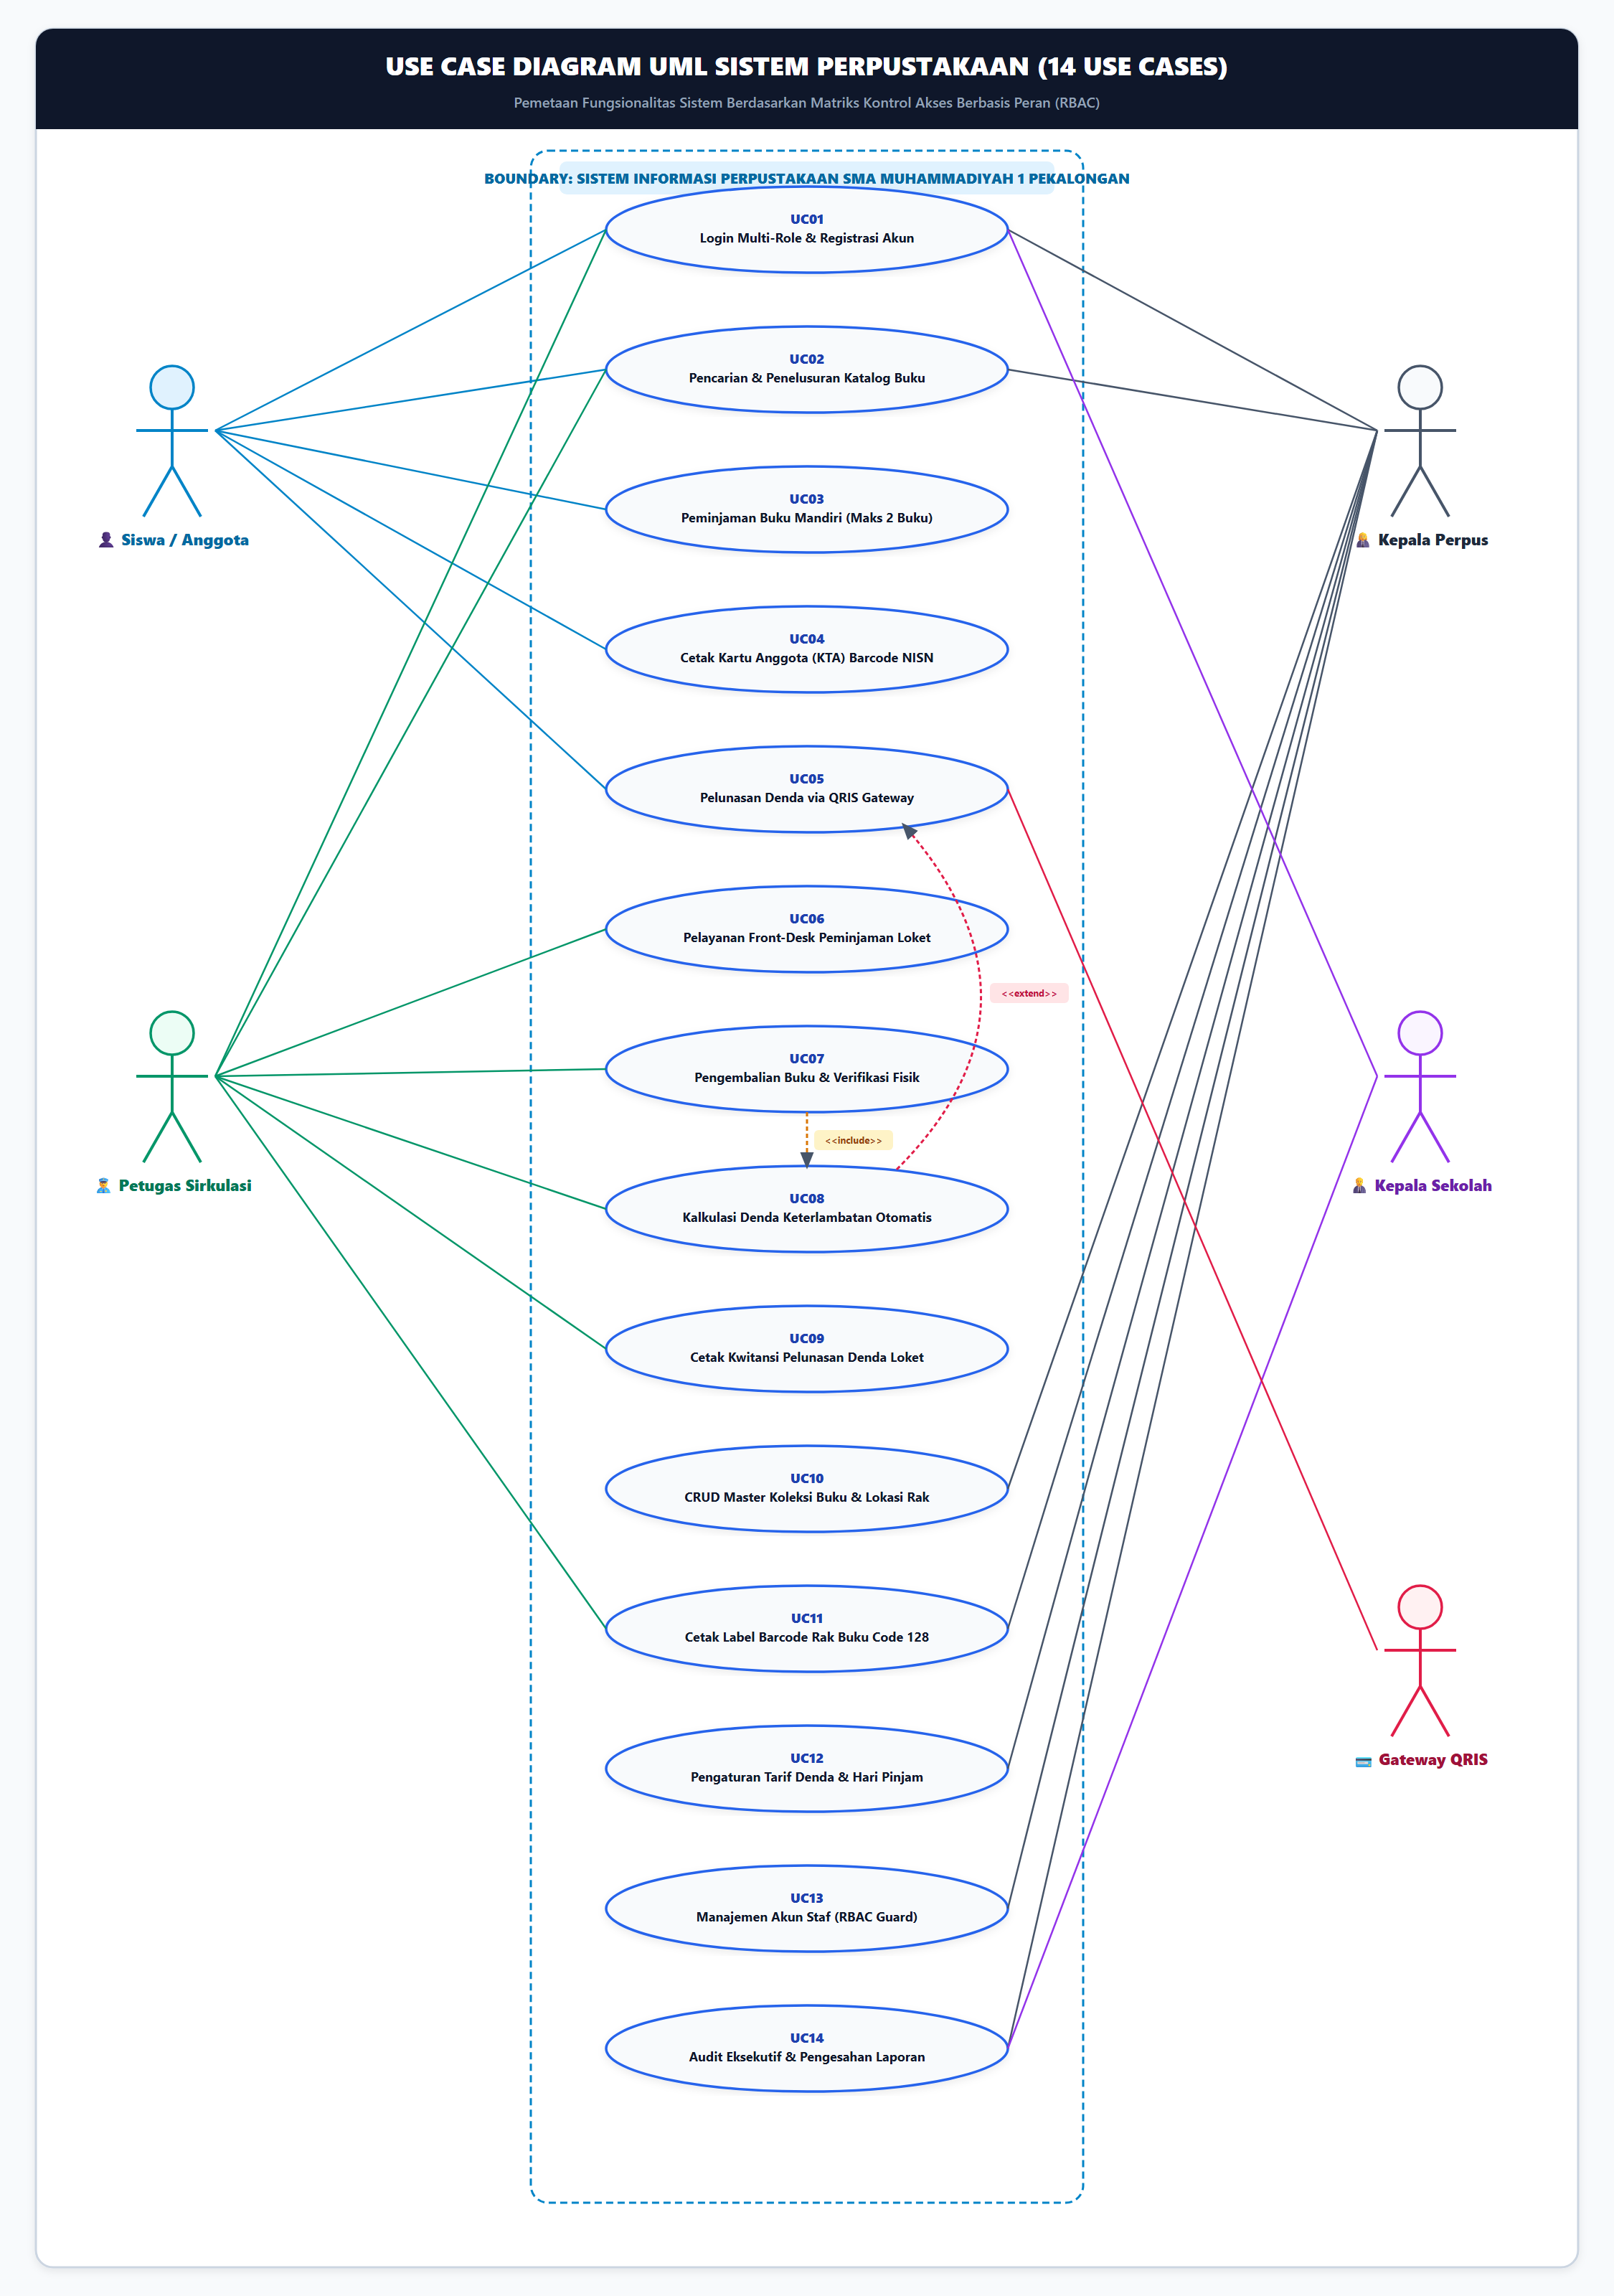 USE CASE DIAGRAM UML SISTEM PERPUSTAKAAN (14 USE CASES)
Pemetaan Fungsionalitas Sistem Berdasarkan Matriks Kontrol Akses Berbasis Peran (RBAC)
BOUNDARY: SISTEM INFORMASI PERPUSTAKAAN SMA MUHAMMADIYAH 1 PEKALONGAN
UC01
Login Multi-Role & Registrasi Akun
UC02
Pencarian & Penelusuran Katalog Buku
UC03
Peminjaman Buku Mandiri (Maks 2 Buku)
Siswa / Anggota
Kepala Perpus
UC04
Cetak Kartu Anggota (KTA) Barcode NISN
UC05
Pelunasan Denda via QRIS Gateway
UC06
Pelayanan Front-Desk Peminjaman Loket
<<extend>>
UC07
Pengembalian Buku & Verifikasi Fisik
<<include>>
Petugas Sirkulasi
Kepala Sekolah
UC08
Kalkulasi Denda Keterlambatan Otomatis
UC09
Cetak Kwitansi Pelunasan Denda Loket
UC10
CRUD Master Koleksi Buku & Lokasi Rak
UC11
Cetak Label Barcode Rak Buku Code 128
Gateway QRIS
UC12
Pengaturan Tarif Denda & Hari Pinjam
UC13
Manajemen Akun Staf (RBAC Guard)
UC14
Audit Eksekutif & Pengesahan Laporan